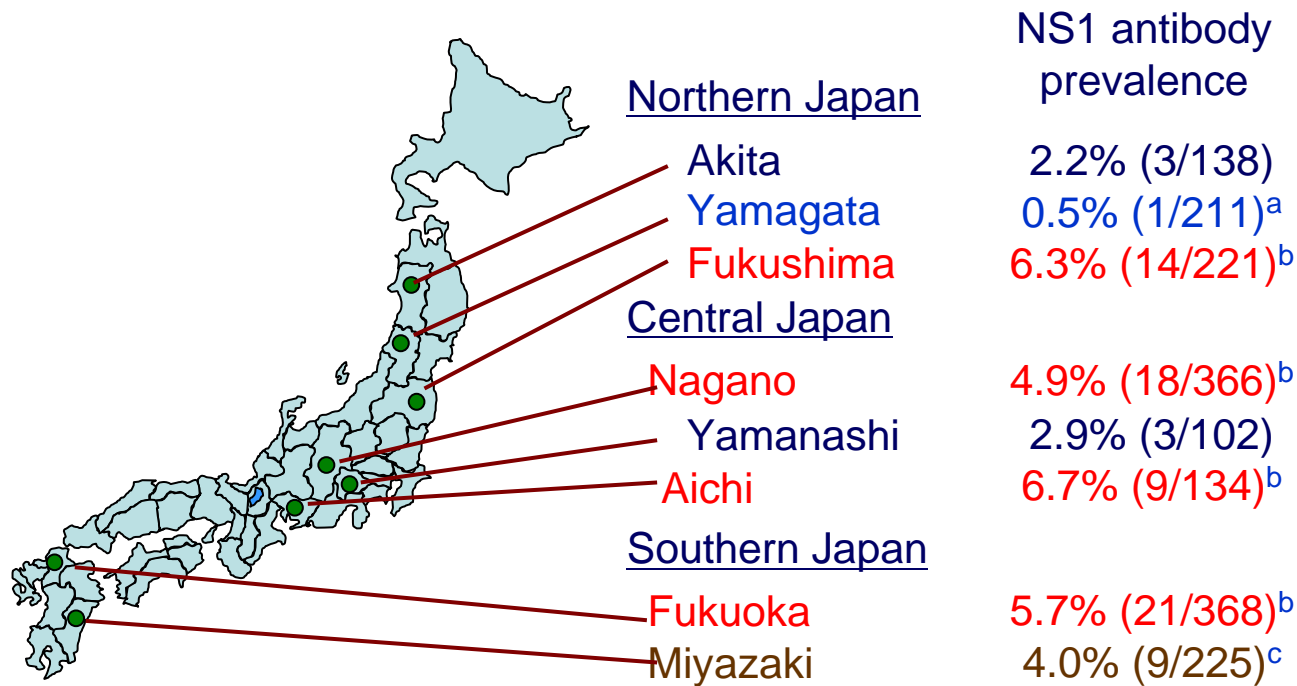 NS1 antibody
prevalence
Northern Japan
Akita 2.2% (3/138)
Yamagata 0.5% (1/211)a
Fukushima 6.3% (14/221)b
Central Japan
Nagano 4.9% (18/366)b
Yamanashi 2.9% (3/102)
Aichi 6.7% (9/134)b
Southern Japan
Fukuoka 5.7% (21/368)b
Miyazaki 4.0% (9/225)c